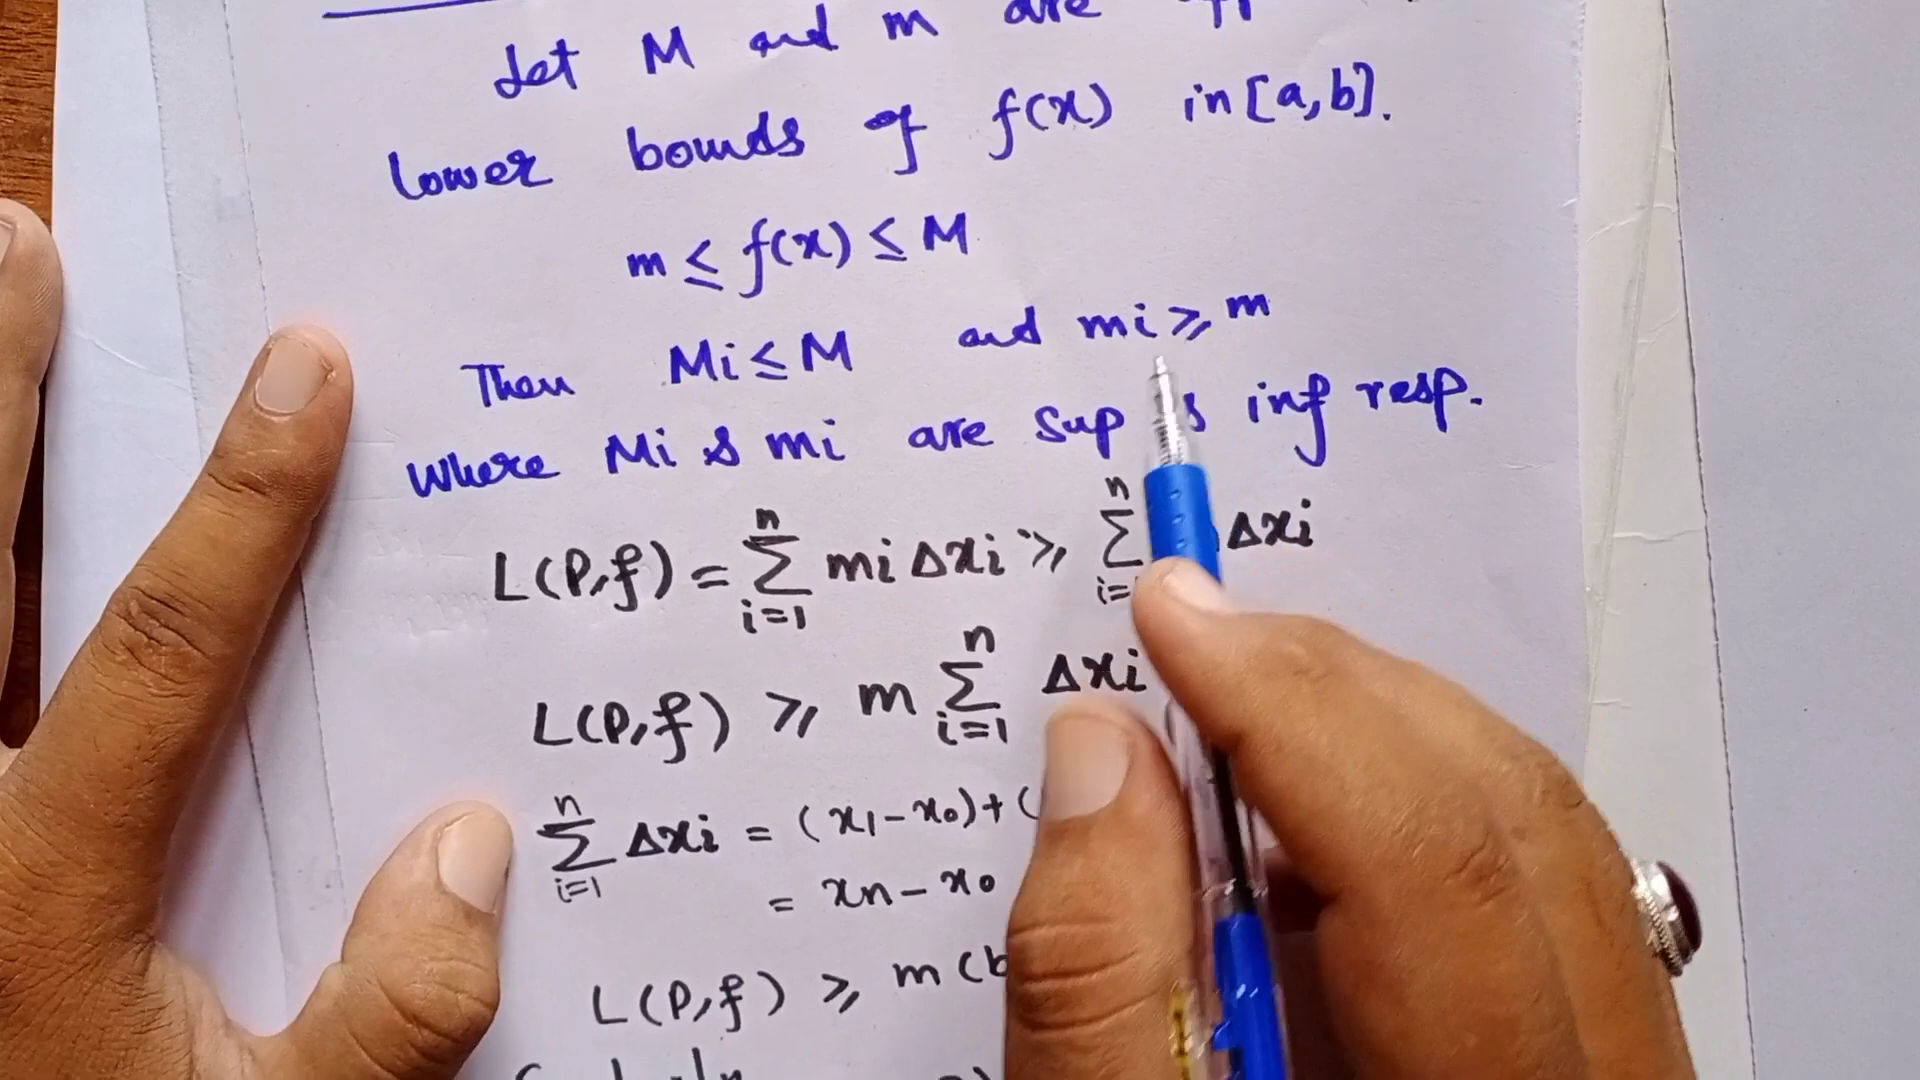 Let M and m are
lower bounds of f(x) in [a,b].
m ≤ f(x) ≤ M
Then Mi ≤ M and mi ≥ m
where Mi & mi are sup & inf resp.
L(P,f) = n Σ i=1 mi Δxi ≥ n Σ Δxi
L(P,f) ≥ m n Σ i=1 Δxi
n Σ i=1 Δxi = (x1-x0)+(
= xn - x0
L(P,f) ≥ m(b